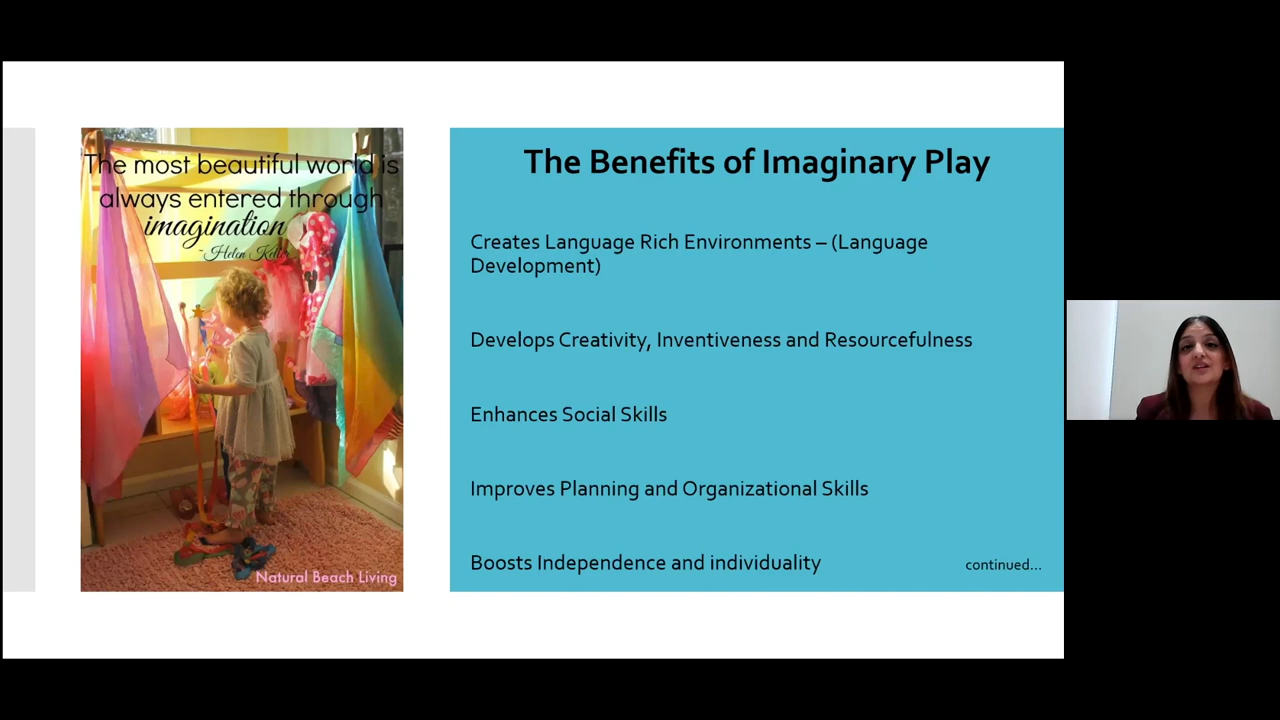 The most beautiful world is
always entered through
imagination
~Helen Keller
Natural Beach Living
The Benefits of Imaginary Play
Creates Language Rich Environments – (Language
Development)
Develops Creativity, Inventiveness and Resourcefulness
Enhances Social Skills
Improves Planning and Organizational Skills
Boosts Independence and individuality
continued...